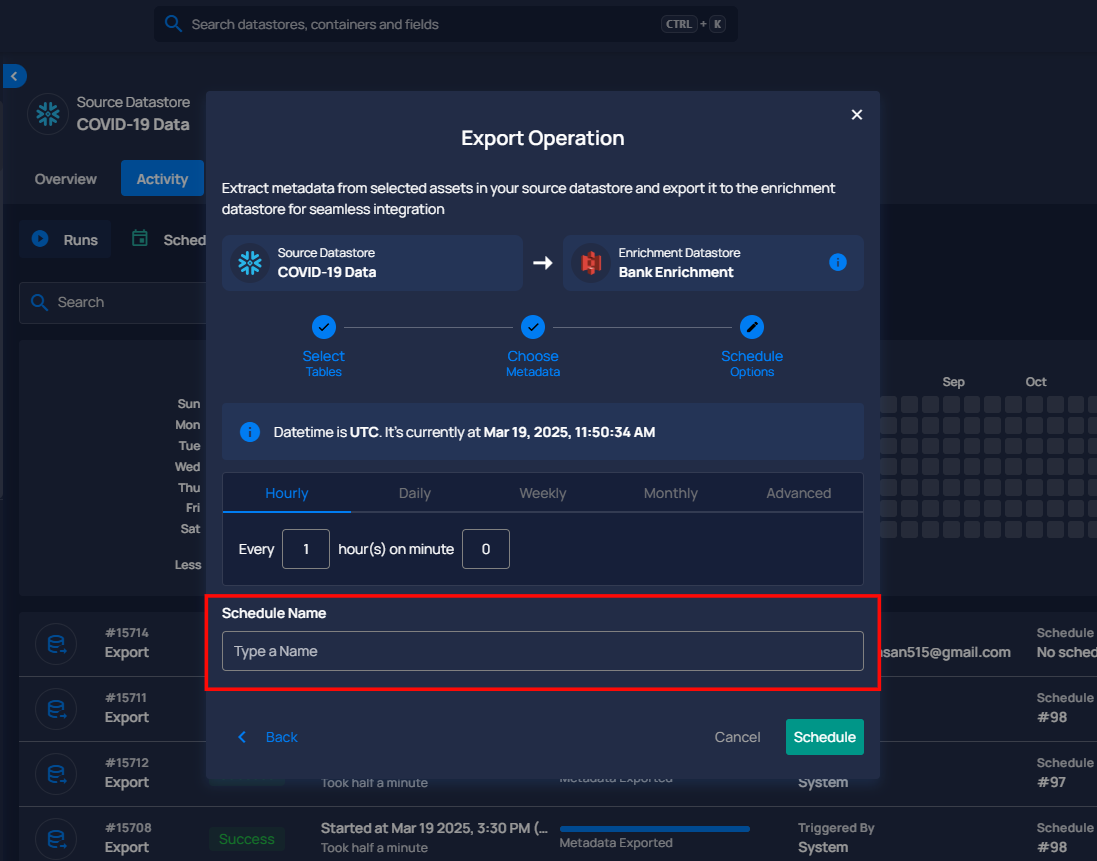 Search datastores, containers and fields
CTRL + K
Source Datastore
COVID-19 Data
Overview
Activity
Runs
Sched
Search
Sep
Oct
Sun
Mon
Tue
Wed
Thu
Fri
Sat
Less
Export Operation
Extract metadata from selected assets in your source datastore and export it to the enrichment
datastore for seamless integration
Source Datastore
COVID-19 Data
Enrichment Datastore
Bank Enrichment
Select
Tables
Choose
Metadata
Schedule
Options
Datetime is UTC. It's currently at Mar 19, 2025, 11:50:34 AM
Hourly
Daily
Weekly
Monthly
Advanced
Every 1 hour(s) on minute 0
Schedule Name
Type a Name
Back
Cancel
Schedule
#15714
Export
san515@gmail.com
Schedule
No sched
#15711
Export
Schedule
#98
#15712
Export
Took half a minute
Metadata Exported
System
Schedule
#97
#15708
Export
Success
Started at Mar 19 2025, 3:30 PM (...
Took half a minute
Metadata Exported
Triggered By
System
Schedule
#98